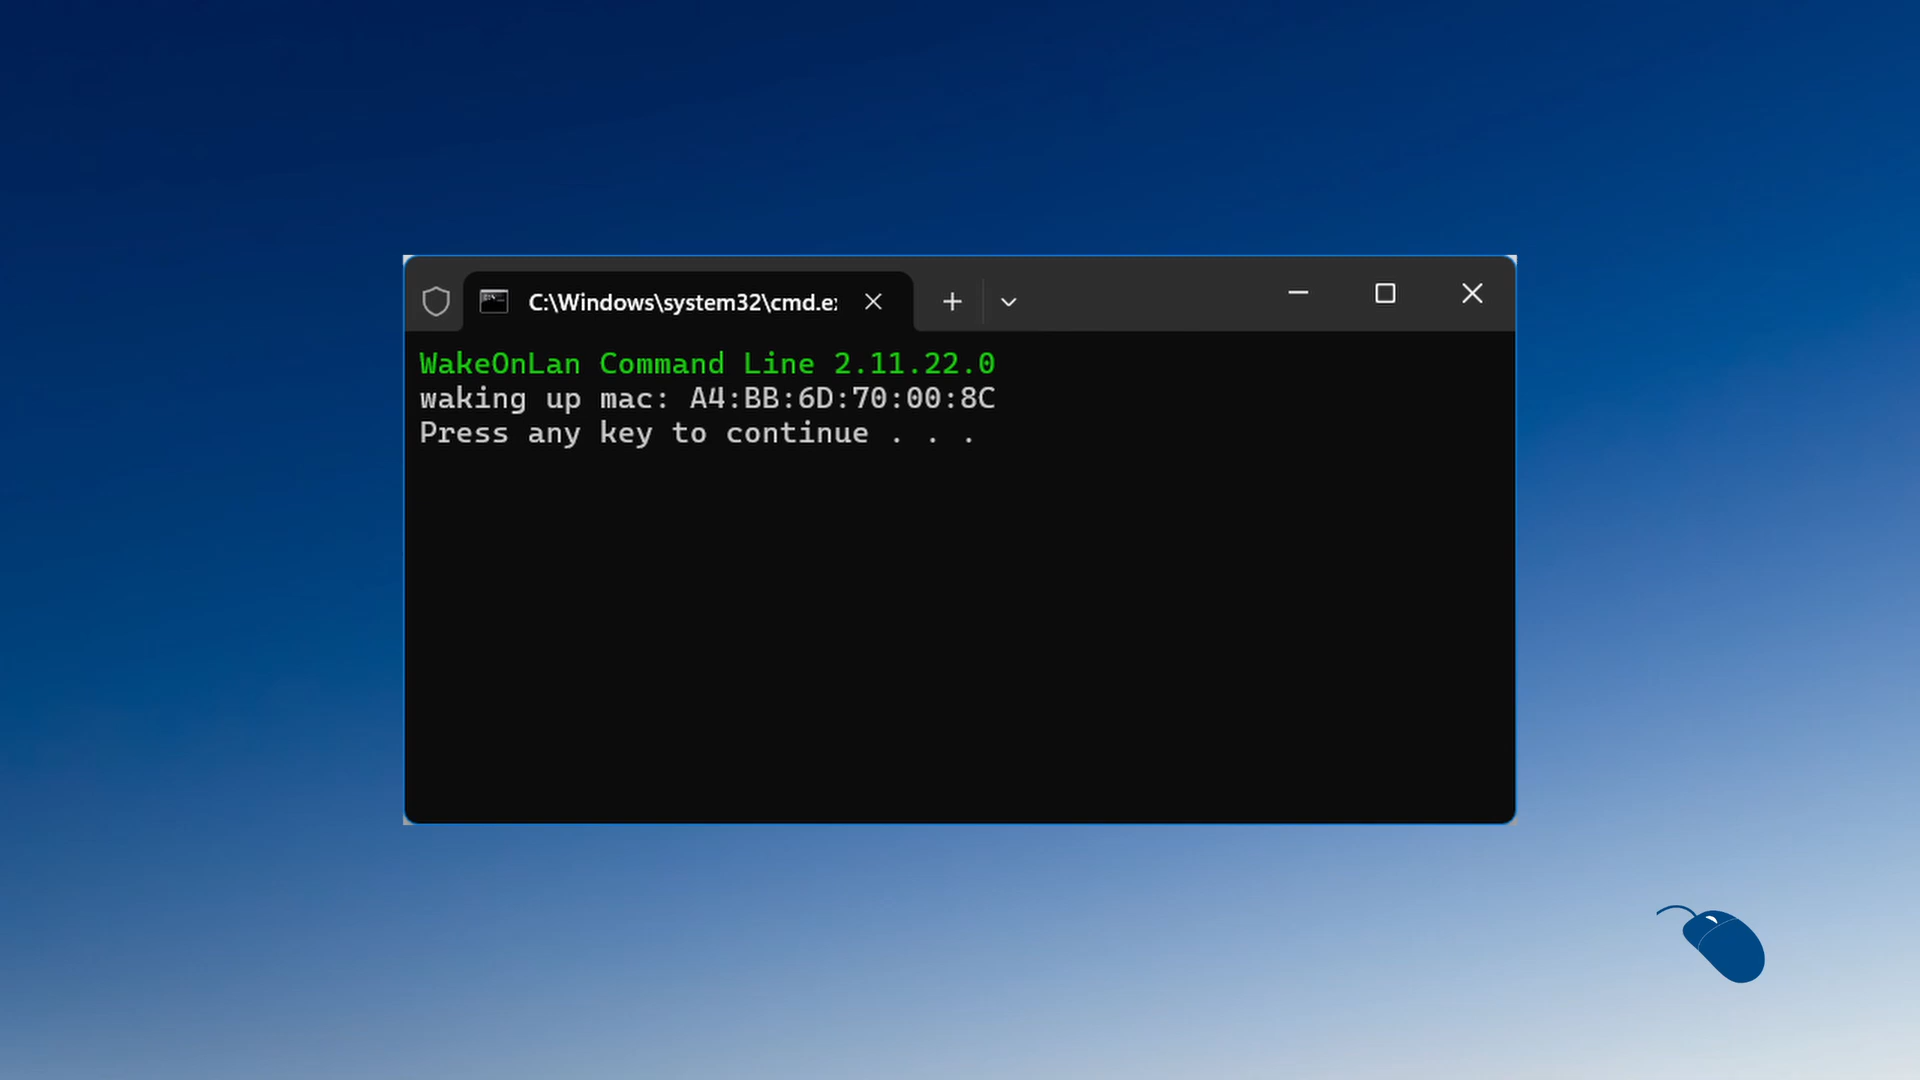 C:\Windows\system32\cmd.e
WakeOnLan Command Line 2.11.22.0
waking up mac: A4:BB:6D:70:00:8C
Press any key to continue . . .